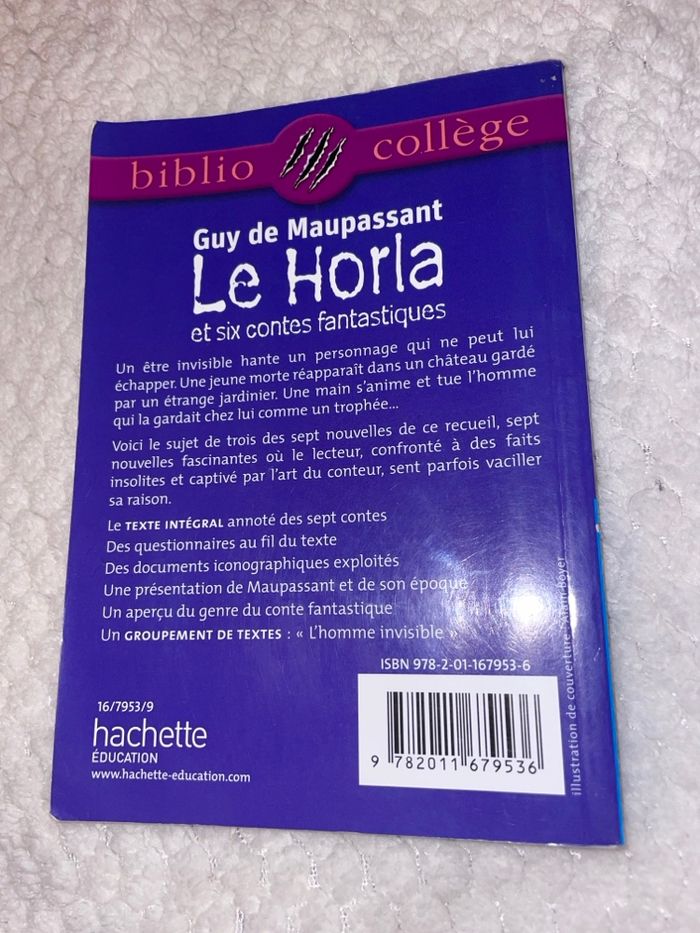 biblio collège
Guy de Maupassant
Le Horla
et six contes fantastiques
Un être invisible hante un personnage qui ne peut lui
échapper. Une jeune morte réapparaît dans un château gardé
par un étrange jardinier. Une main s'anime et tue l'homme
qui la gardait chez lui comme un trophée...
Voici le sujet de trois des sept nouvelles de ce recueil, sept
nouvelles fascinantes où le lecteur, confronté à des faits
insolites et captivé par l'art du conteur, sent parfois vaciller
sa raison.
Le TEXTE INTÉGRAL annoté des sept contes
Des questionnaires au fil du texte
Des documents iconographiques exploités
Une présentation de Maupassant et de son époque
Un aperçu du genre du conte fantastique
Un GROUPEMENT DE TEXTES : « L'homme invisible »
ISBN 978-2-01-167953-6
16/7953/9
hachette
ÉDUCATION
www.hachette-education.com
9 782011 679536
illustration de couverture : Alain Boyer